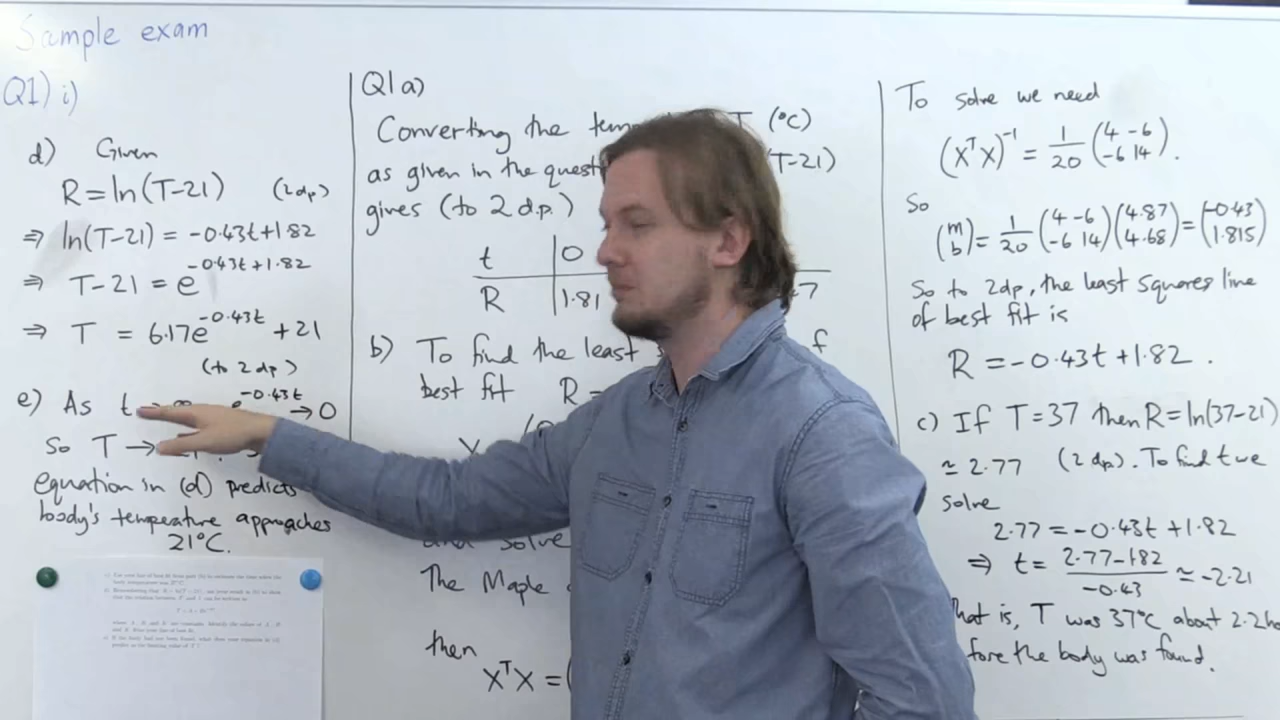 Sample exam
Q1) i)
d) Given
R = ln(T-21) (2dp)
⇒ ln(T-21) = -0.43t+1.82
⇒ T-21 = e^{-0.43t+1.82}
⇒ T = 6.17e^{-0.43t} + 21
(to 2 dp)
e) As t → e^{-0.43t} → 0
So T →
equation in (d) predicts
body's temperature approaches
21°C.
Q1a)
Converting the T (°C)
as given in the (T-21)
gives (to 2 d.p.)
t 0
R 1.81
b) To find the least
best fit R =
and solve
The Maple
then
X^T X = (
To solve we need
(X^T X)^{-1} = 1/20 (4 -6 -6 14).
So
(m b) = 1/20 (4 -6 -6 14)(4.87 4.68) = (-0.43 1.815)
So to 2dp, the least squares line
of best fit is
R = -0.43t + 1.82.
c) If T=37 then R = ln(37-21)
≃ 2.77 (2dp). To find t we
solve
2.77 = -0.43t + 1.82
⇒ t = 2.77-1.82 / -0.43 ≃ -2.21
T was 37°C about 2.2
the body was found.